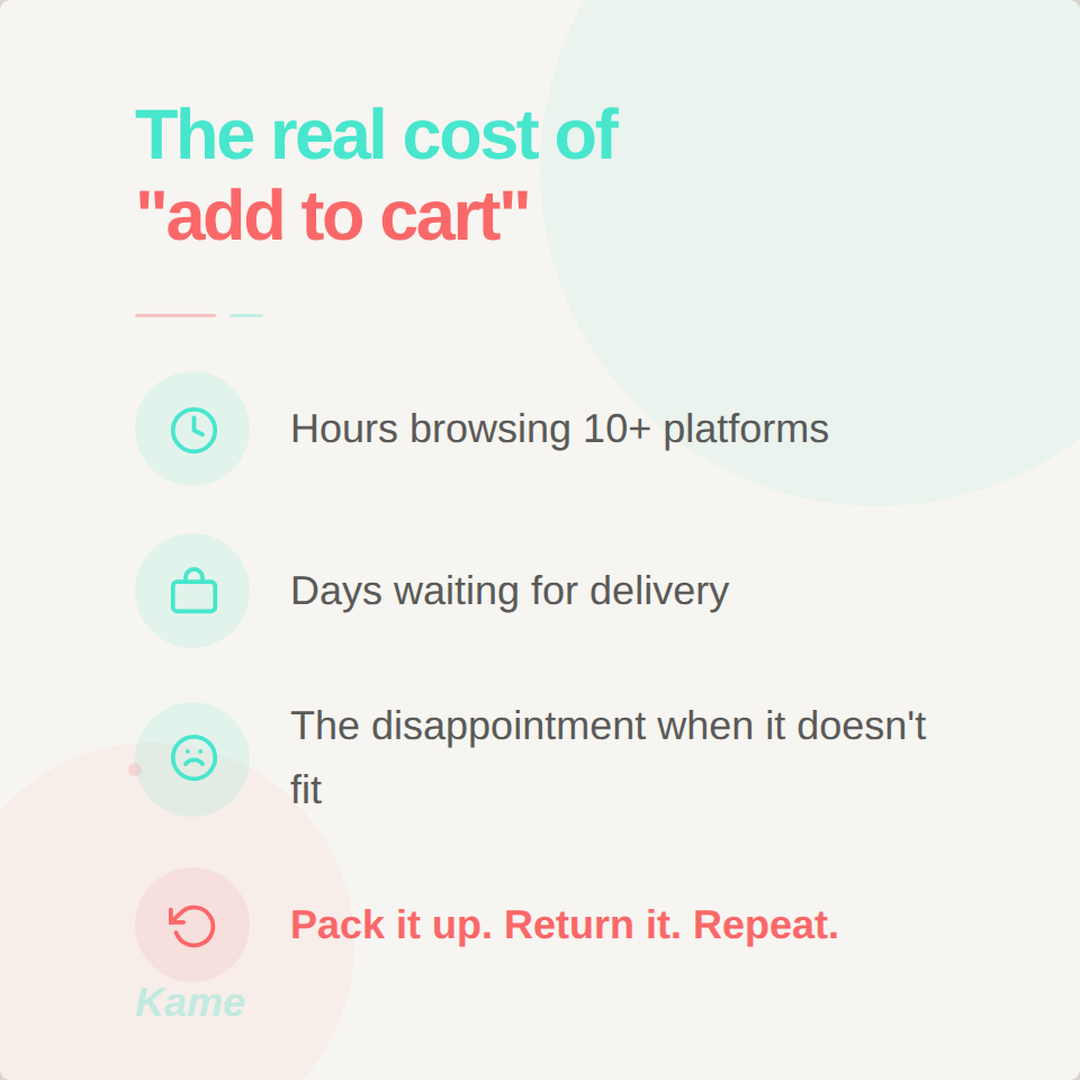 The real cost of
"add to cart"
Hours browsing 10+ platforms
Days waiting for delivery
The disappointment when it doesn't
fit
Pack it up. Return it. Repeat.
Kame